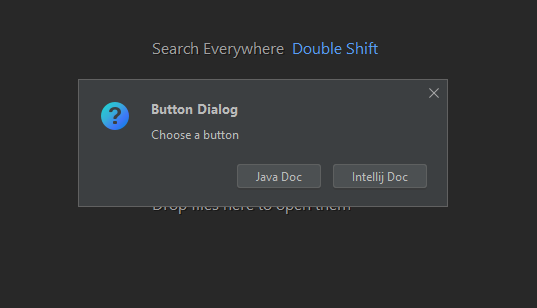 Search Everywhere Double Shift
?
Button Dialog
Choose a button
Java Doc Intellij Doc
Drop files here to open them